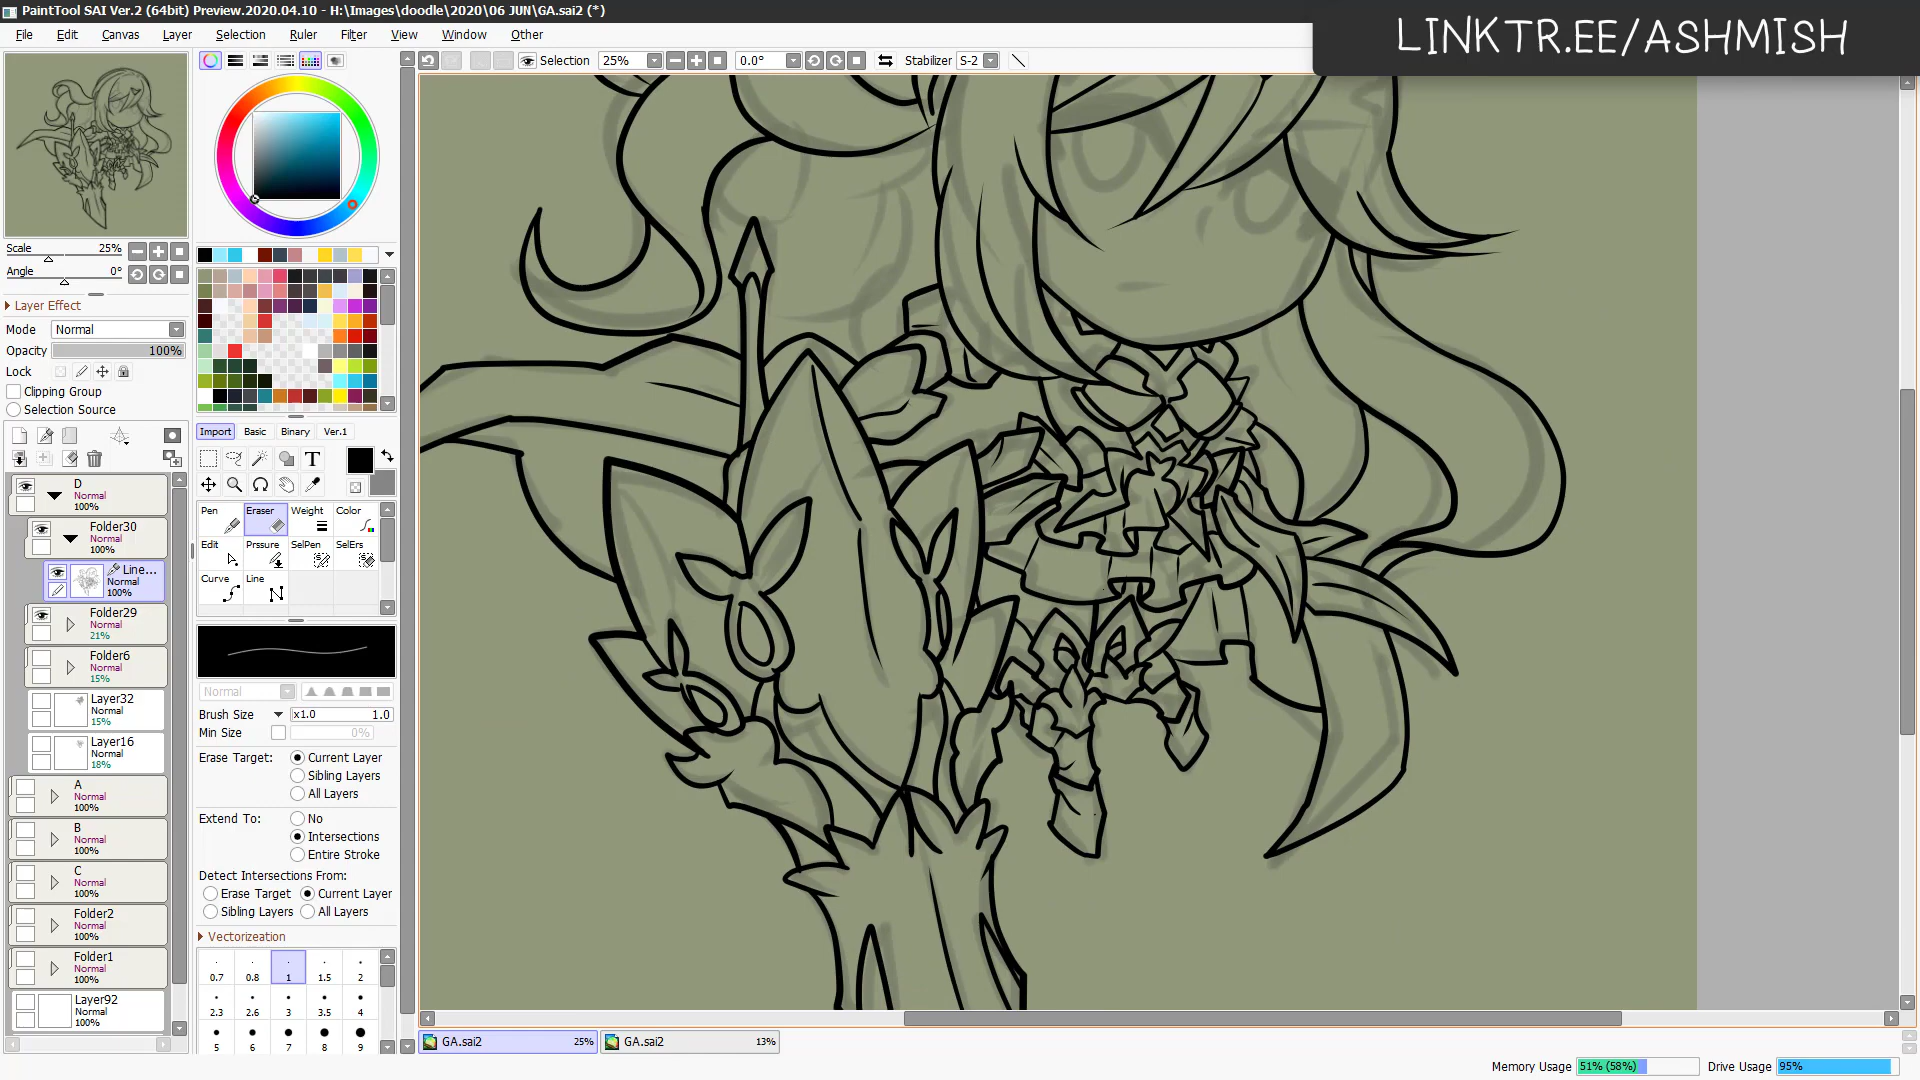 PaintTool SAI Ver.2 (64bit) Preview.2020.04.10 - H:\Images\doodle\2020\06 JUN\GA.sai2 (*)
LINKTR.EE/ASHMISH
File Edit Canvas Layer Selection Ruler Filter View Window Other
Selection 25% 0.0° Stabilizer S-2
Scale 25%
Angle 0°
Layer Effect
Mode Normal
Opacity 100%
Lock
Clipping Group
Selection Source
D
Normal
100%
Folder30
Normal
100%
Line...
Normal
100%
Folder29
Normal
21%
Folder6
Normal
15%
Layer32
Normal
15%
Layer16
Normal
18%
A
Normal
100%
B
Normal
100%
C
Normal
100%
Folder2
Normal
100%
Folder1
Normal
100%
Layer92
Normal
100%
Import Basic Binary Ver.1
T
Pen Eraser Weight Color
Edit Prssure SelPen SelErs
Curve Line
Normal
Brush Size x1.0 1.0
Min Size 0%
Erase Target: Current Layer
Sibling Layers
All Layers
Extend To: No
Intersections
Entire Stroke
Detect Intersections From:
Erase Target Current Layer
Sibling Layers All Layers
Vectorizeation
0.7 0.8 1 1.5 2
2.3 2.6 3 3.5 4
5 6 7 8 9
GA.sai2 25% GA.sai2 13%
Memory Usage 51% (58%) Drive Usage 95%